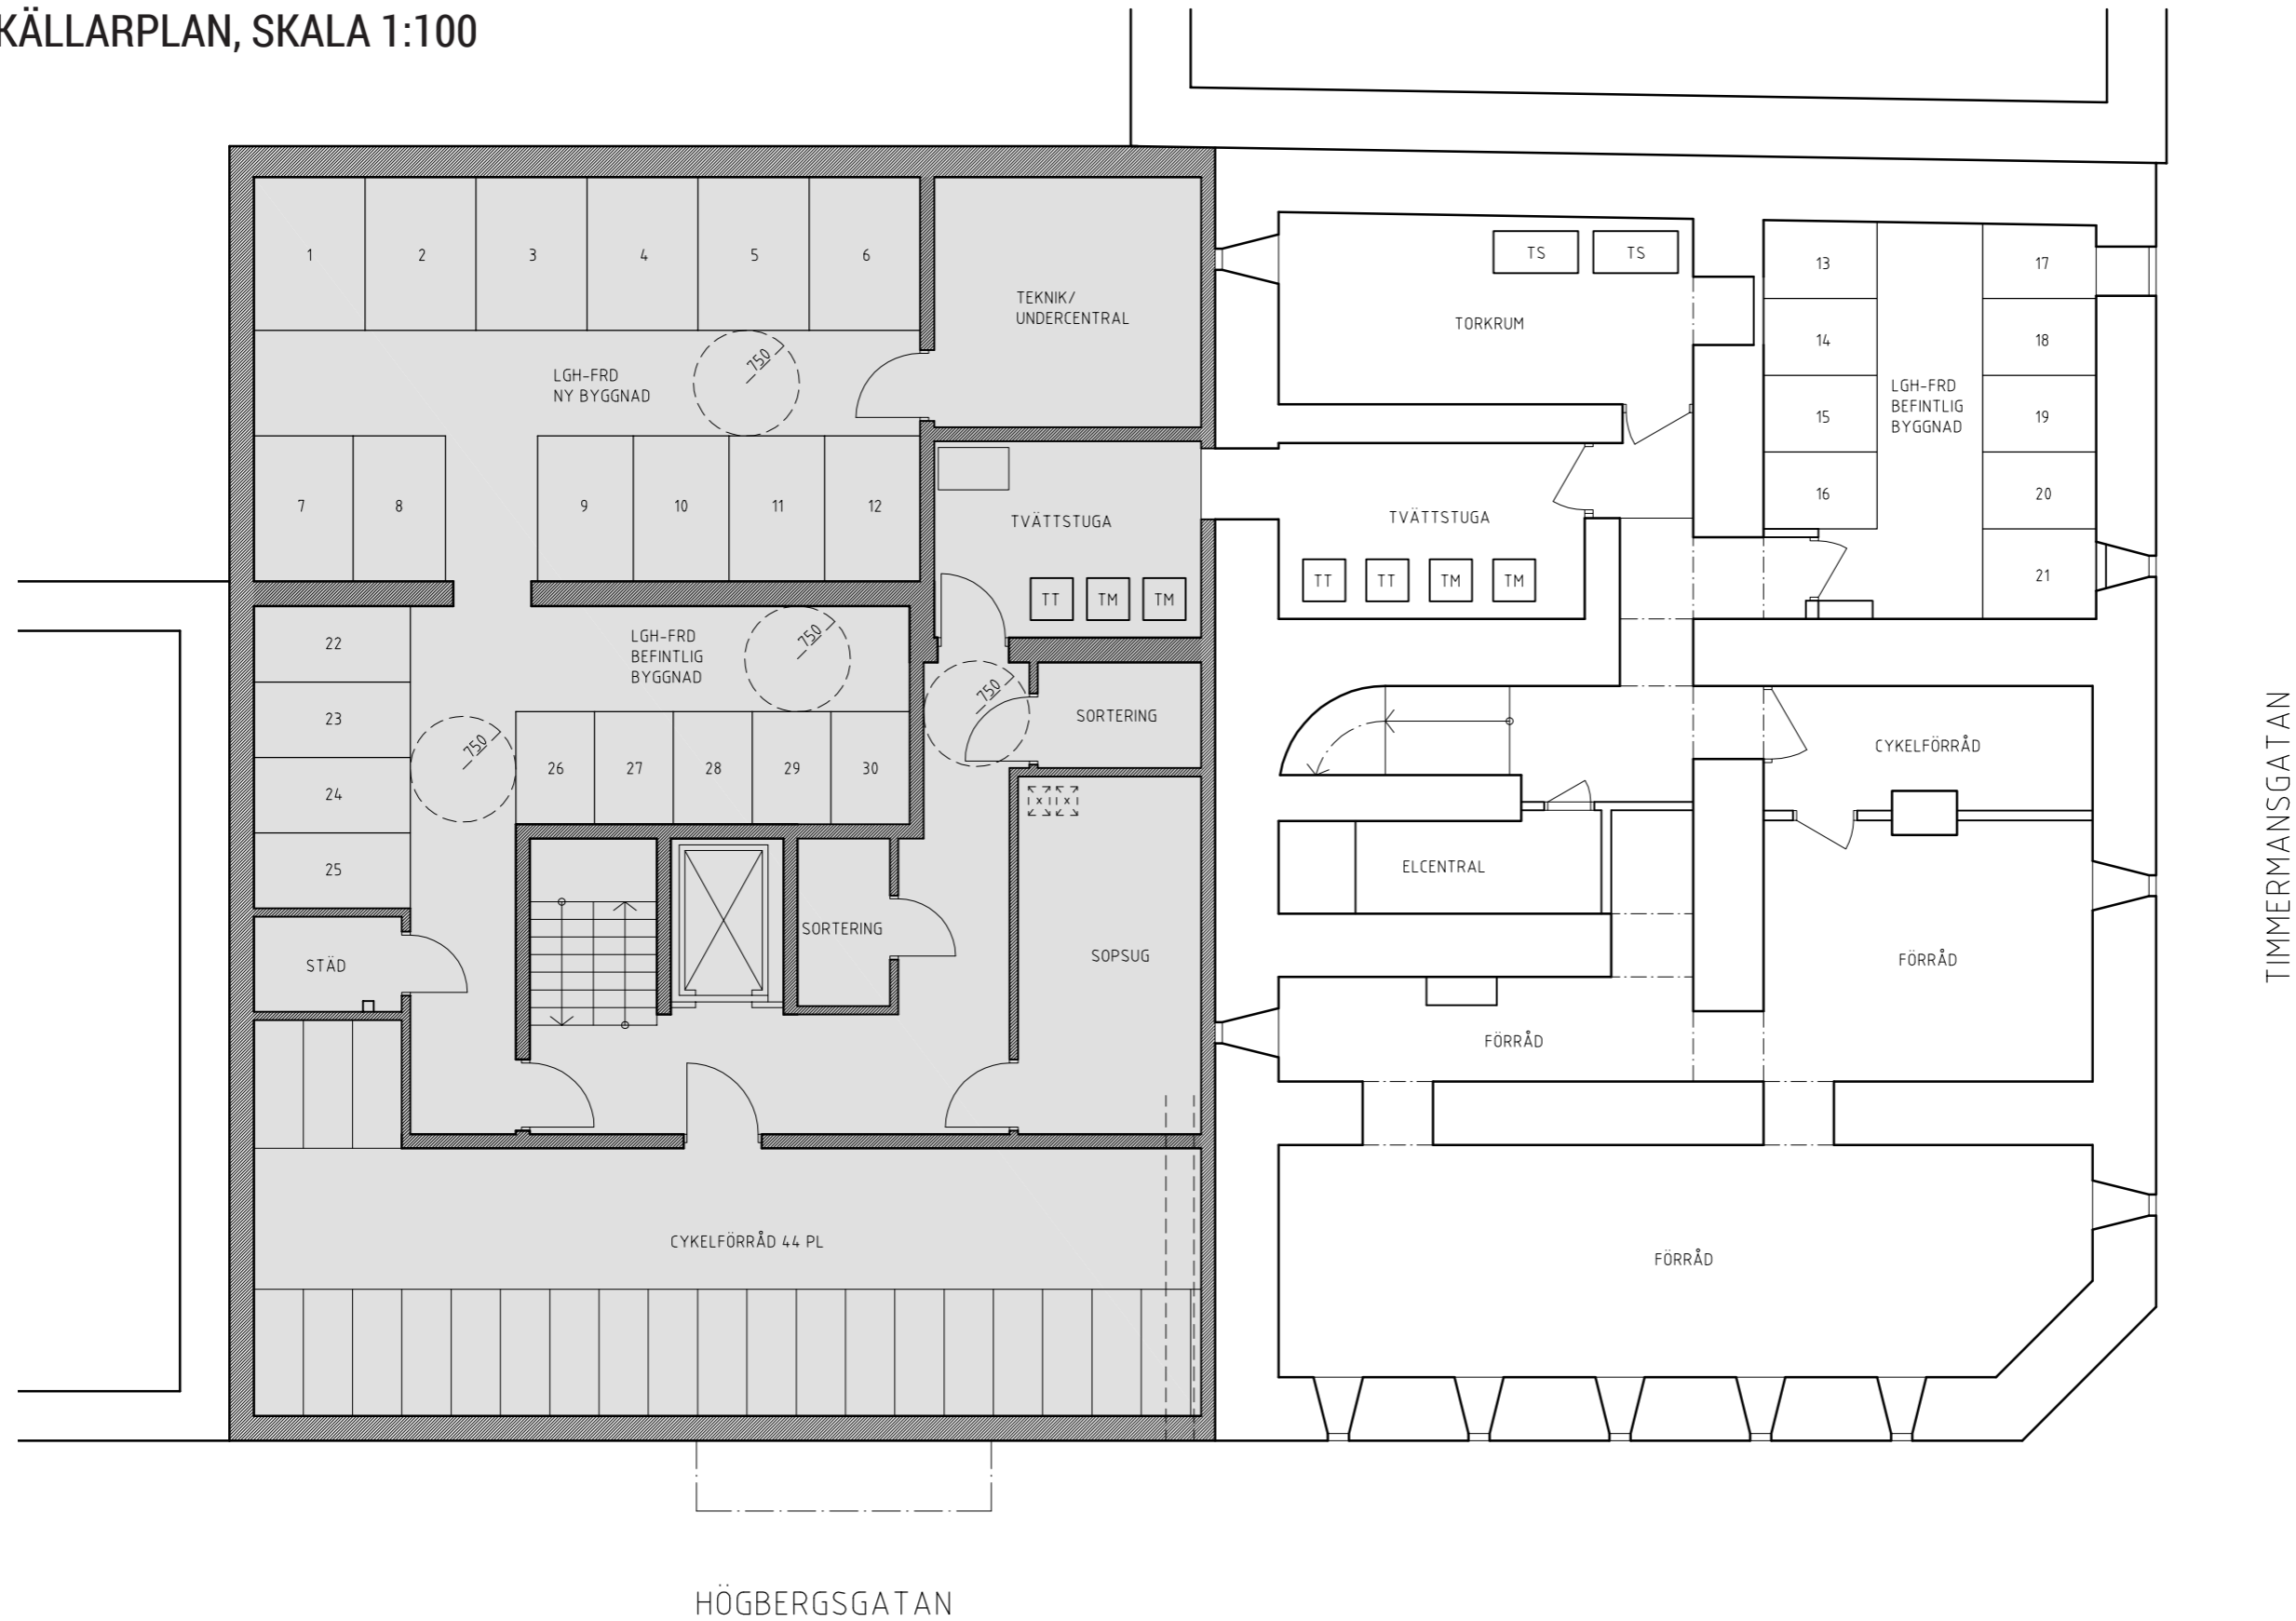 KÄLLARPLAN, SKALA 1:100
1
2
3
4
5
6
TEKNIK/
UNDERCENTRAL
LGH-FRD
NY BYGGNAD
750
7
8
9
10
11
12
TVÄTTSTUGA
TT
TM
TM
22
23
24
25
LGH-FRD
BEFINTLIG
BYGGNAD
750
750
750
26
27
28
29
30
SORTERING
SORTERING
STÄD
SOPSUG
CYKELFÖRRÅD 44 PL
TS
TS
TORKRUM
TVÄTTSTUGA
TT
TT
TM
TM
13
14
15
16
LGH-FRD
BEFINTLIG
BYGGNAD
17
18
19
20
21
CYKELFÖRRÅD
ELCENTRAL
FÖRRÅD
FÖRRÅD
FÖRRÅD
TIMMERMANSGATAN
HÖGBERGSGATAN